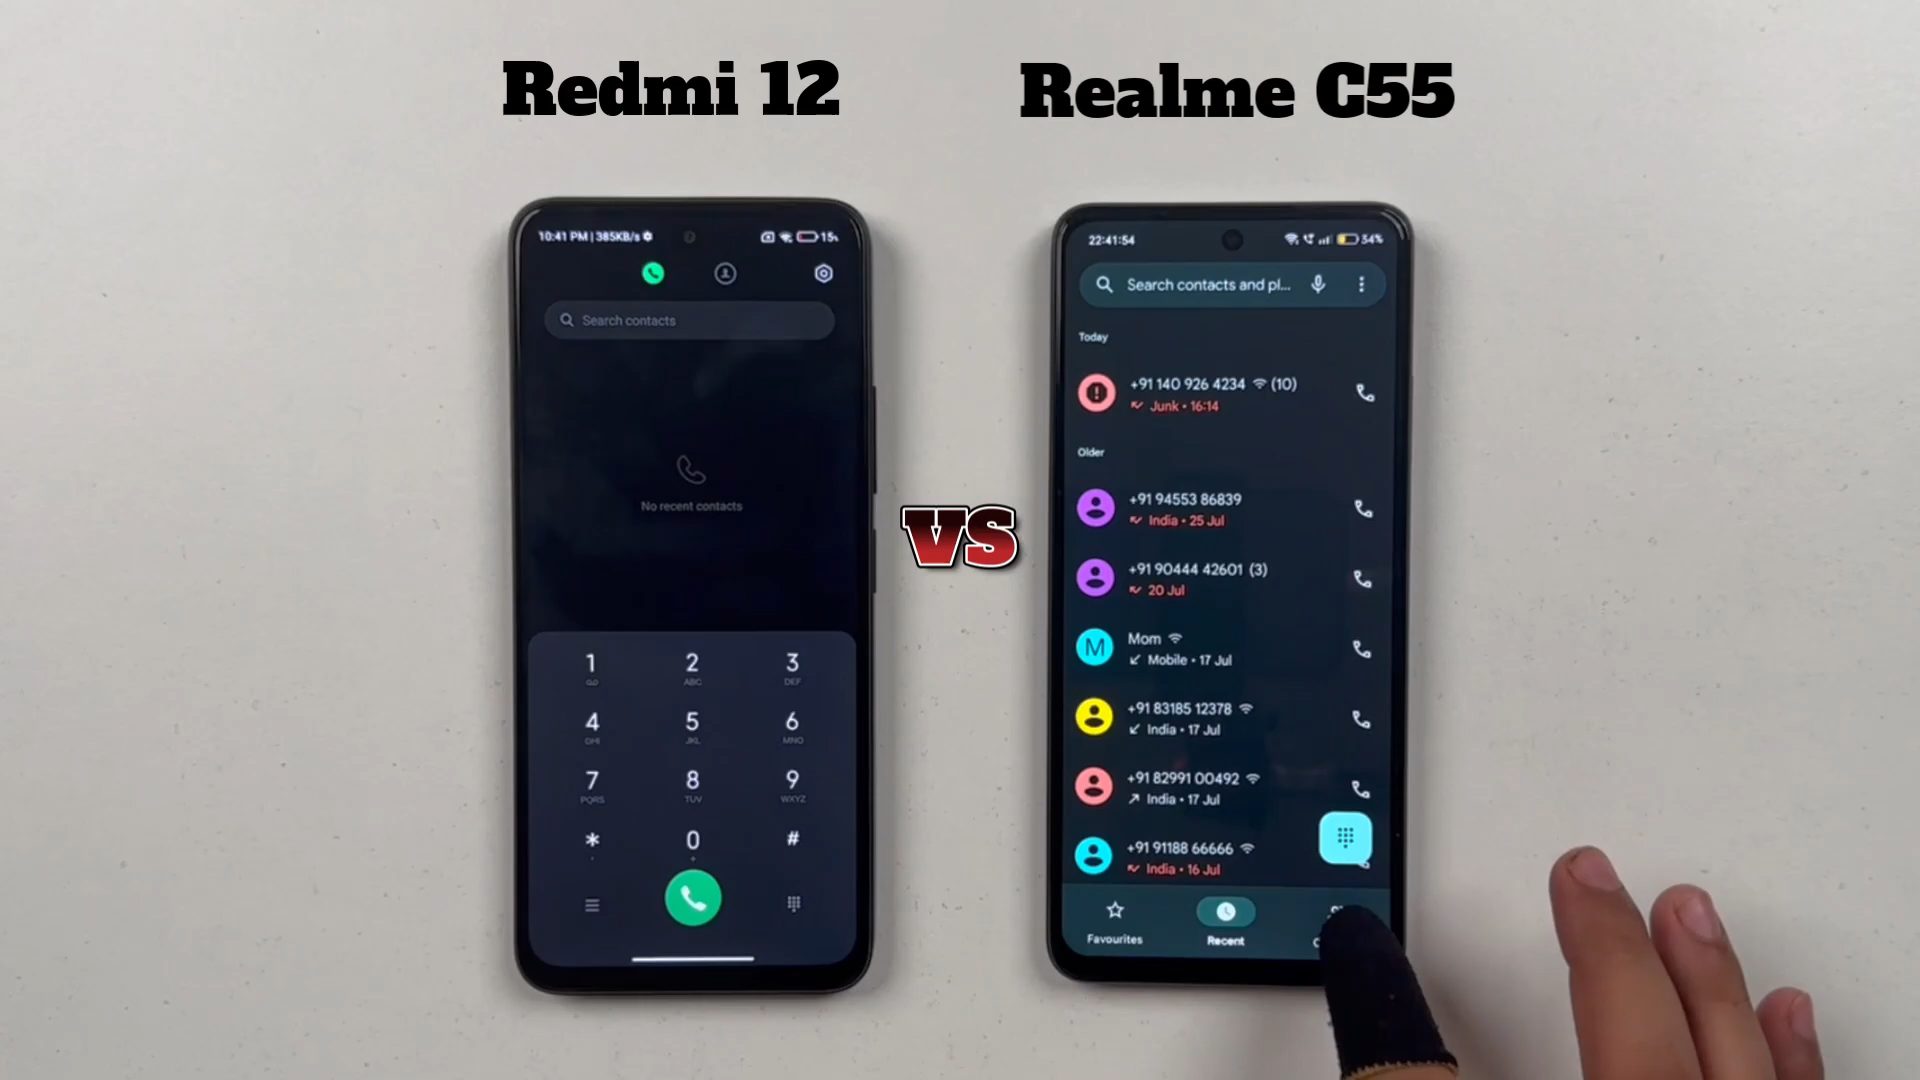 Redmi 12
Realme C55
VS
10:41 PM | 385KB/s
15%
Search contacts
No recent contacts
1
2
ABC
3
DEF
4
GHI
5
JKL
6
MNO
7
PQRS
8
TUV
9
WXYZ
*
0
+
#
22:41:54
34%
Search contacts and pl...
Today
+91 140 926 4234 (10)
Junk • 16:14
Older
+91 94553 86839
India • 25 Jul
+91 90444 42601 (3)
20 Jul
M
Mom
Mobile • 17 Jul
+91 83185 12378
India • 17 Jul
+91 82991 00492
India • 17 Jul
+91 91188 66666
India • 16 Jul
Favourites
Recent